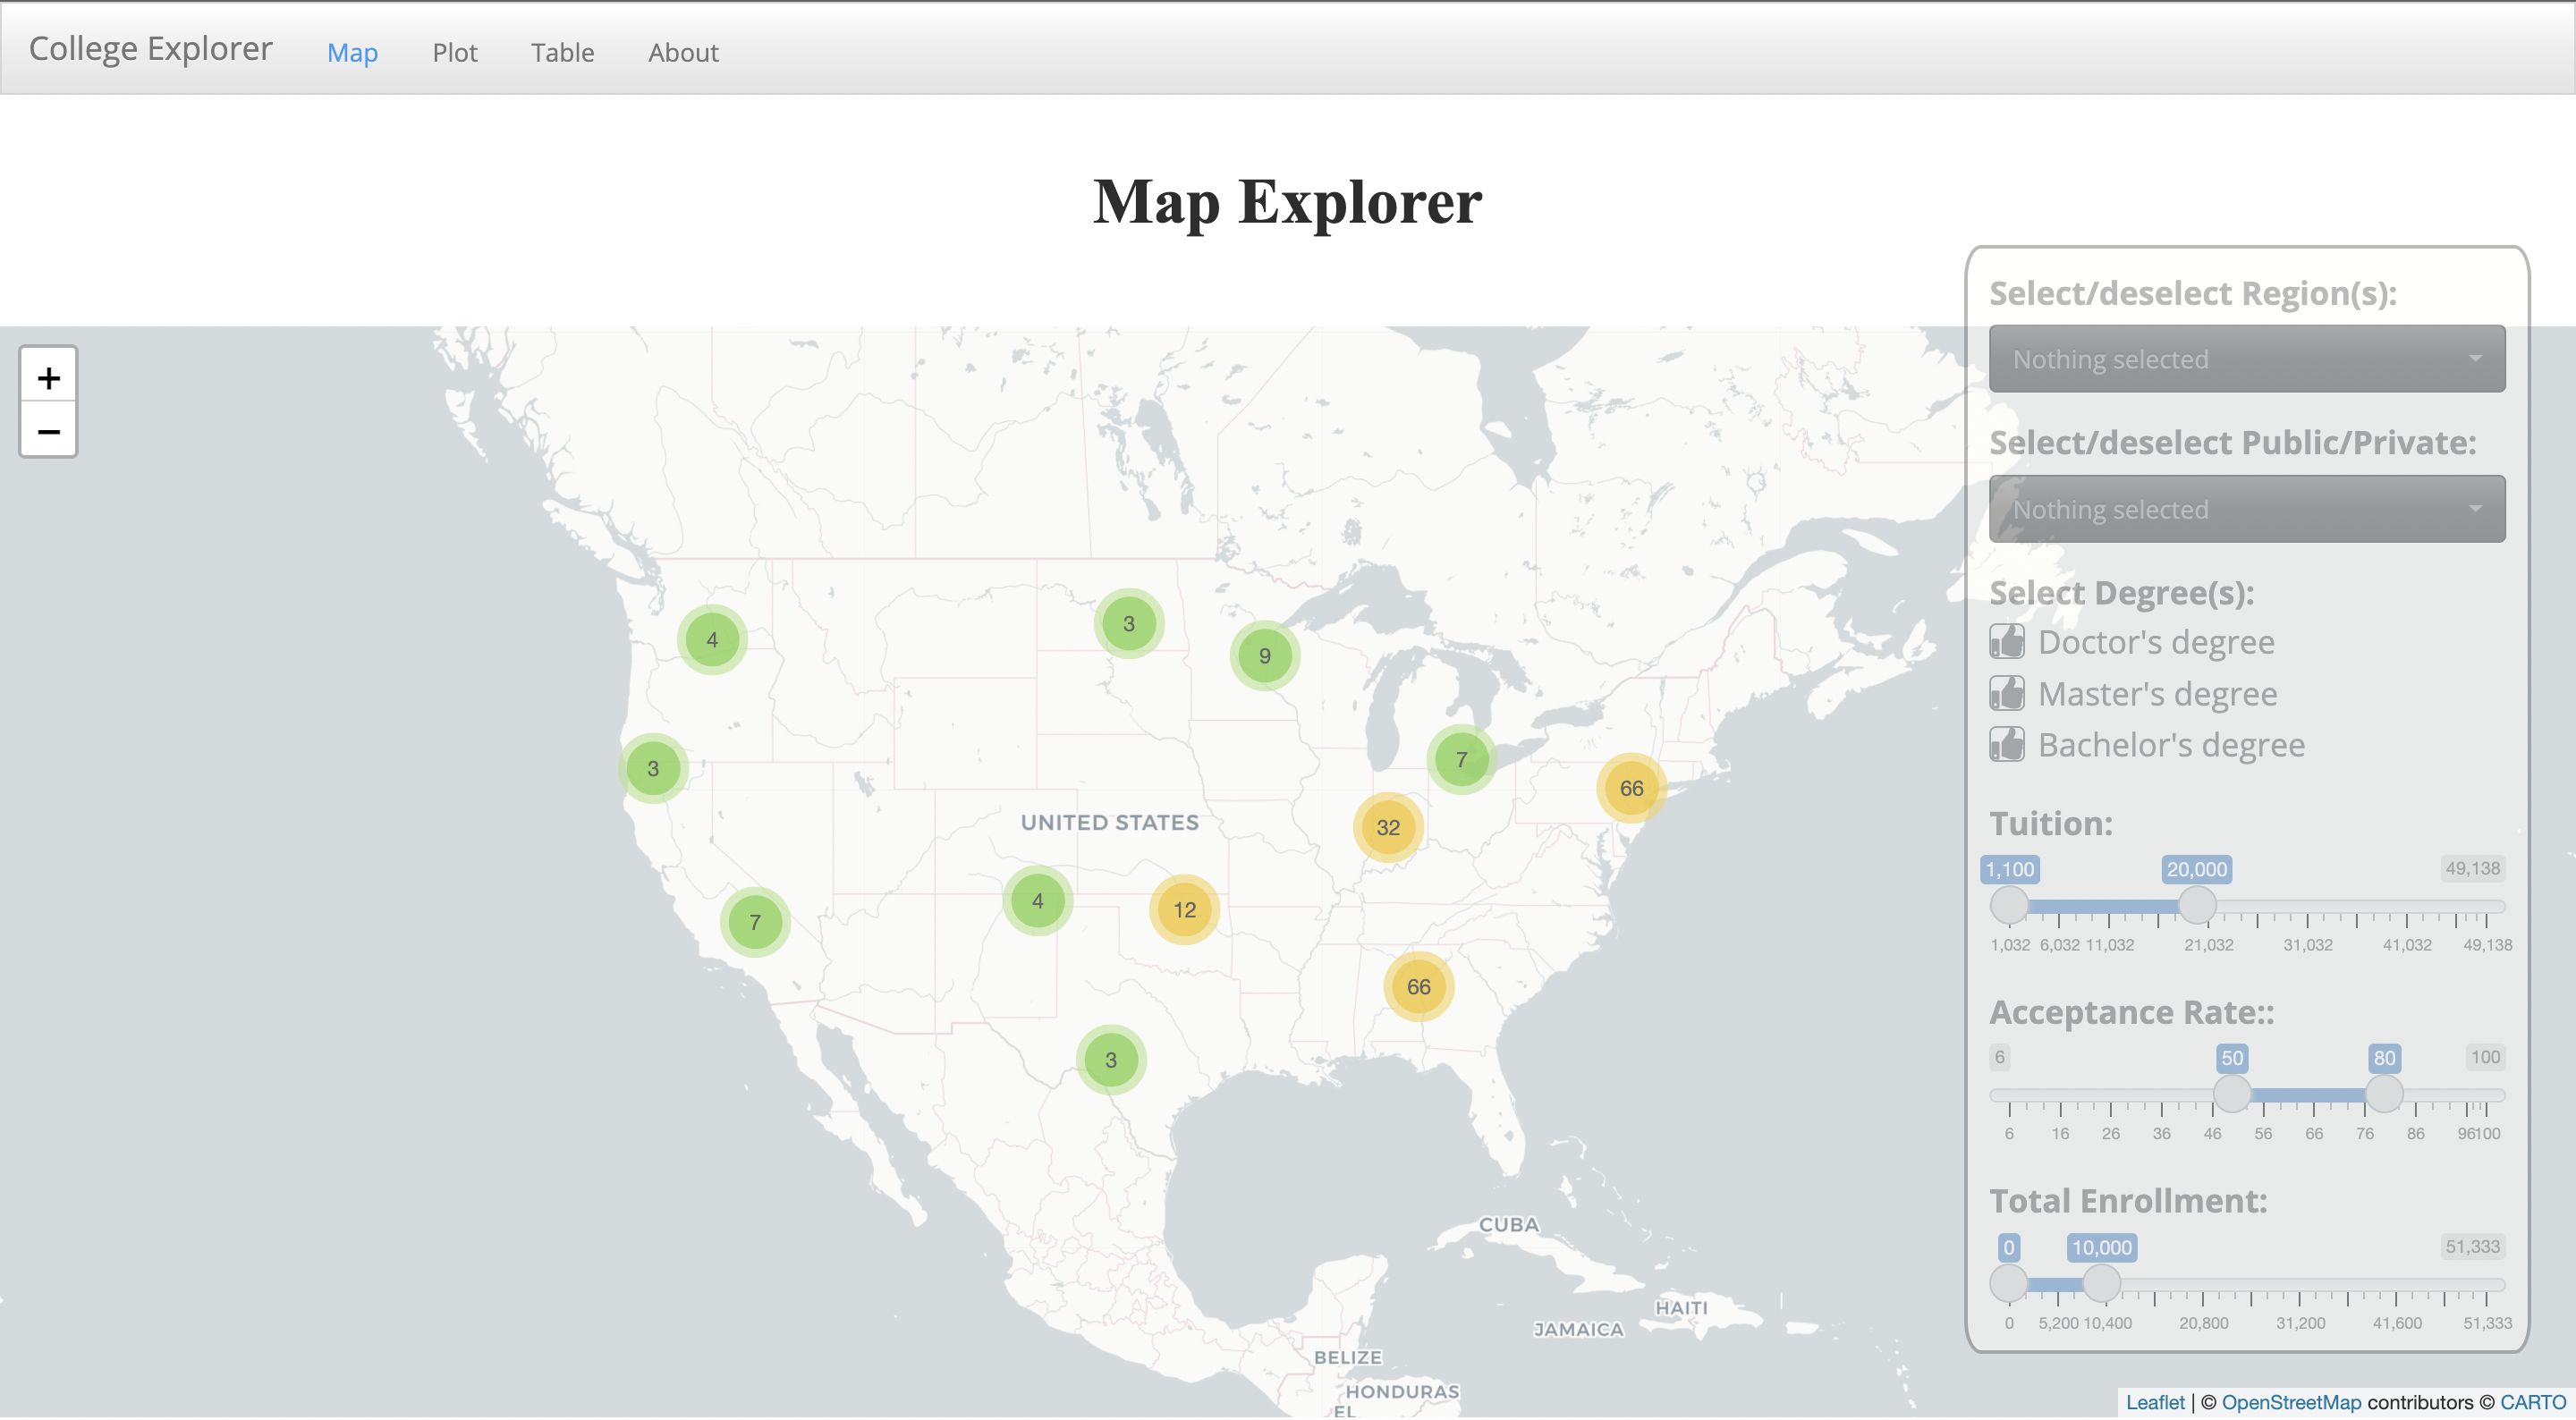 College Explorer Map Plot Table About
Map Explorer
+
−
4
3
9
3
7
66
32
UNITED STATES
7
4
12
66
3
CUBA
HAITI
JAMAICA
BELIZE
HONDURAS
EL
Select/deselect Region(s):
Nothing selected
Select/deselect Public/Private:
Nothing selected
Select Degree(s):
Doctor's degree
Master's degree
Bachelor's degree
Tuition:
1,100 20,000 49,138
1,032 6,032 11,032 21,032 31,032 41,032 49,138
Acceptance Rate::
6 50 80 100
6 16 26 36 46 56 66 76 86 96 100
Total Enrollment:
0 10,000 51,333
0 5,200 10,400 20,800 31,200 41,600 51,333
Leaflet | © OpenStreetMap contributors © CARTO